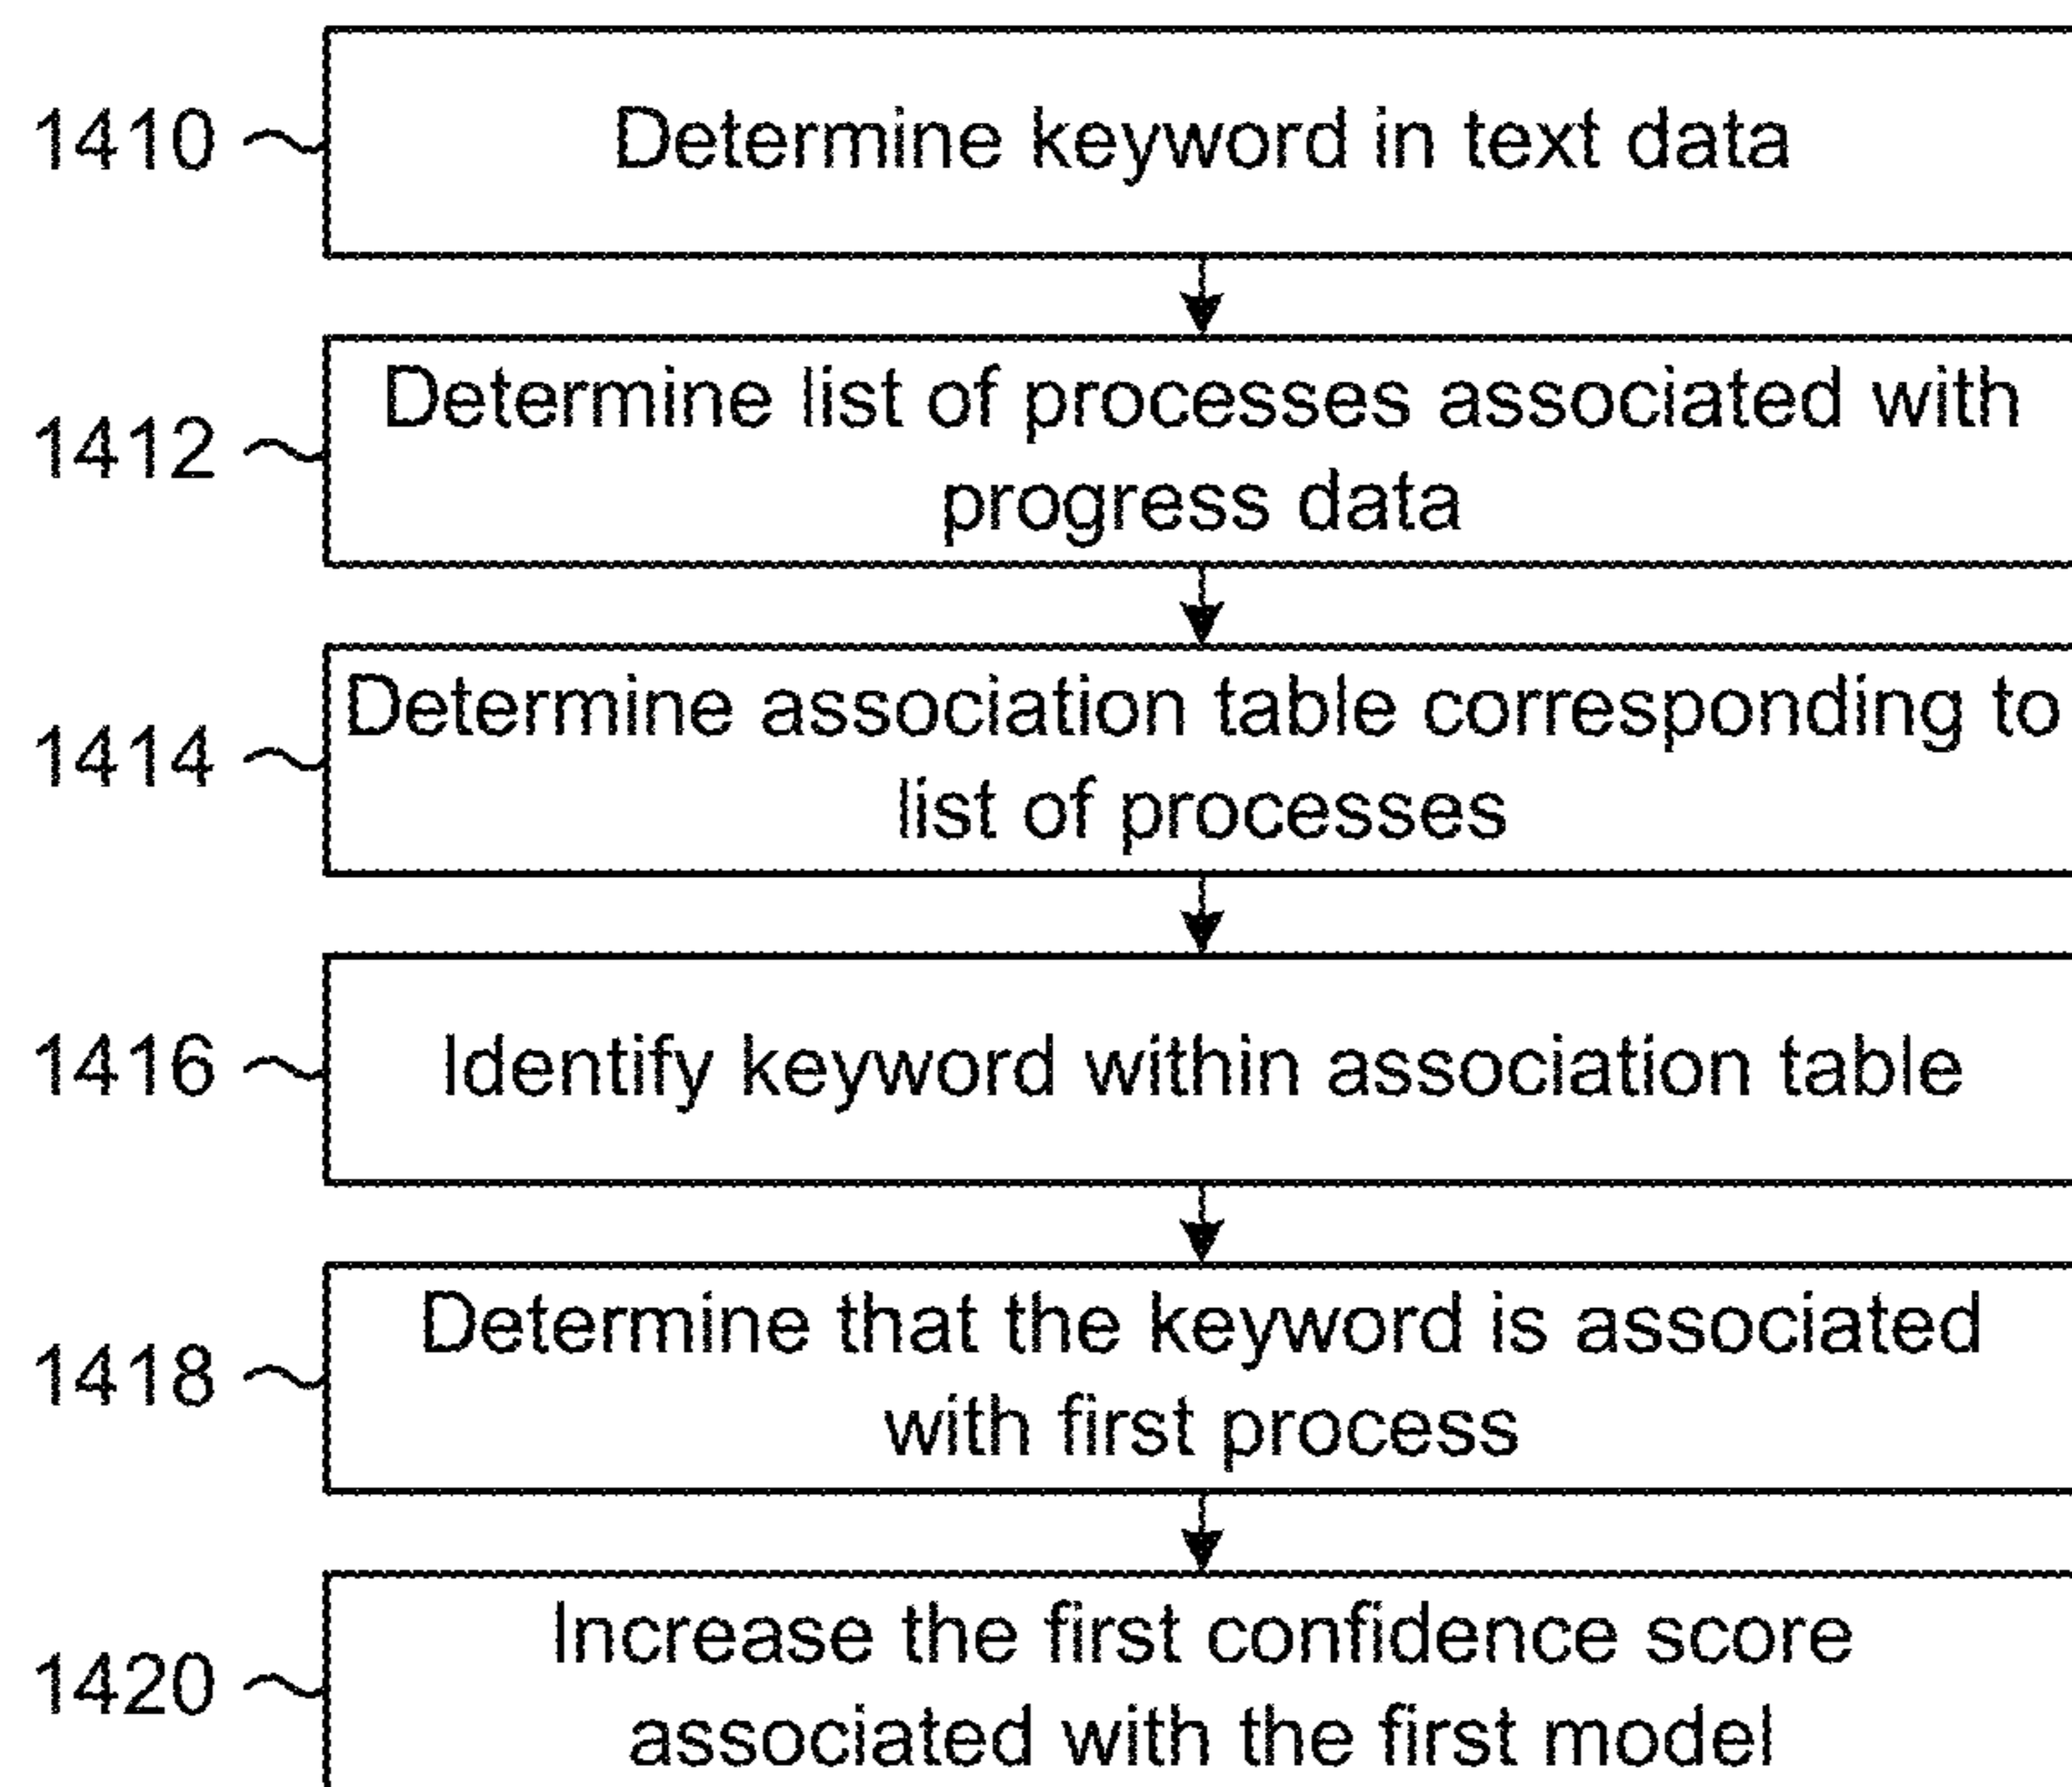 1410
Determine keyword in text data
1412
Determine list of processes associated with
progress data
1414
Determine association table corresponding to
list of processes
1416
Identify keyword within association table
1418
Determine that the keyword is associated
with first process
1420
Increase the first confidence score
associated with the first model